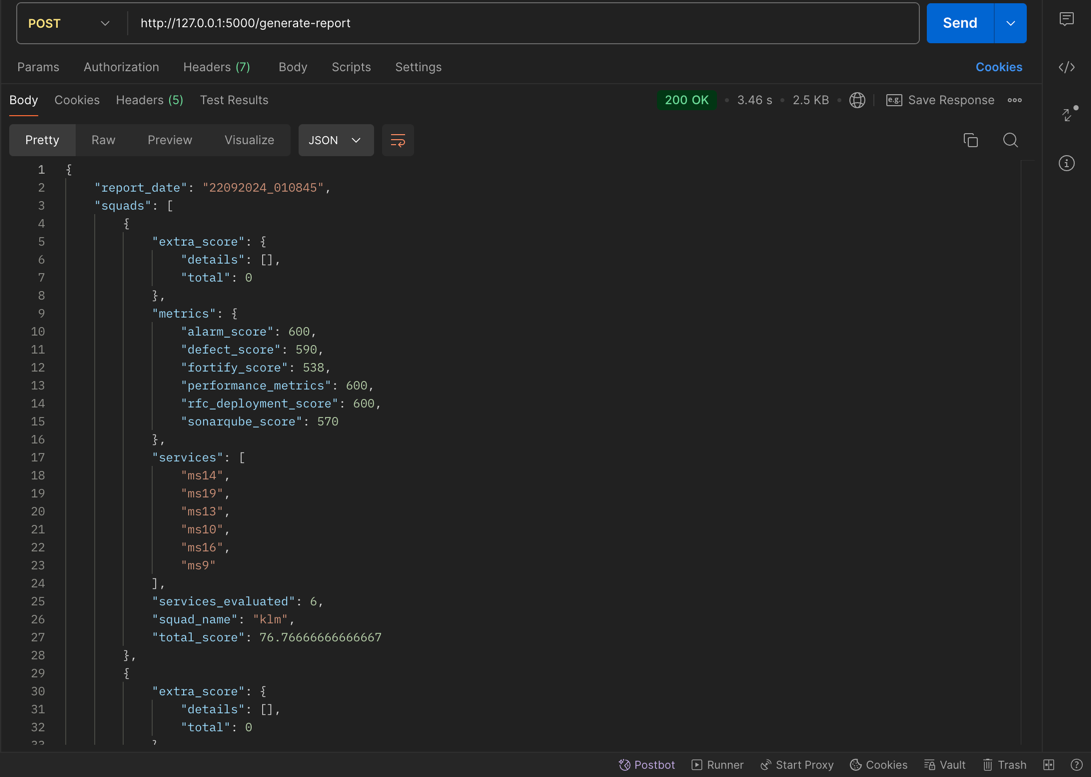 POST http://127.0.0.1:5000/generate-report Send
Params Authorization Headers (7) Body Scripts Settings Cookies
Body Cookies Headers (5) Test Results 200 OK • 3.46 s • 2.5 KB e.g. Save Response
Pretty Raw Preview Visualize JSON
1 {
2 "report_date": "22092024_010845",
3 "squads": [
4 {
5 "extra_score": {
6 "details": [],
7 "total": 0
8 },
9 "metrics": {
10 "alarm_score": 600,
11 "defect_score": 590,
12 "fortify_score": 538,
13 "performance_metrics": 600,
14 "rfc_deployment_score": 600,
15 "sonarqube_score": 570
16 },
17 "services": [
18 "ms14",
19 "ms19",
20 "ms13",
21 "ms10",
22 "ms16",
23 "ms9"
24 ],
25 "services_evaluated": 6,
26 "squad_name": "klm",
27 "total_score": 76.76666666666667
28 },
29 {
30 "extra_score": {
31 "details": [],
32 "total": 0
33 }
Postbot Runner Start Proxy Cookies Vault Trash